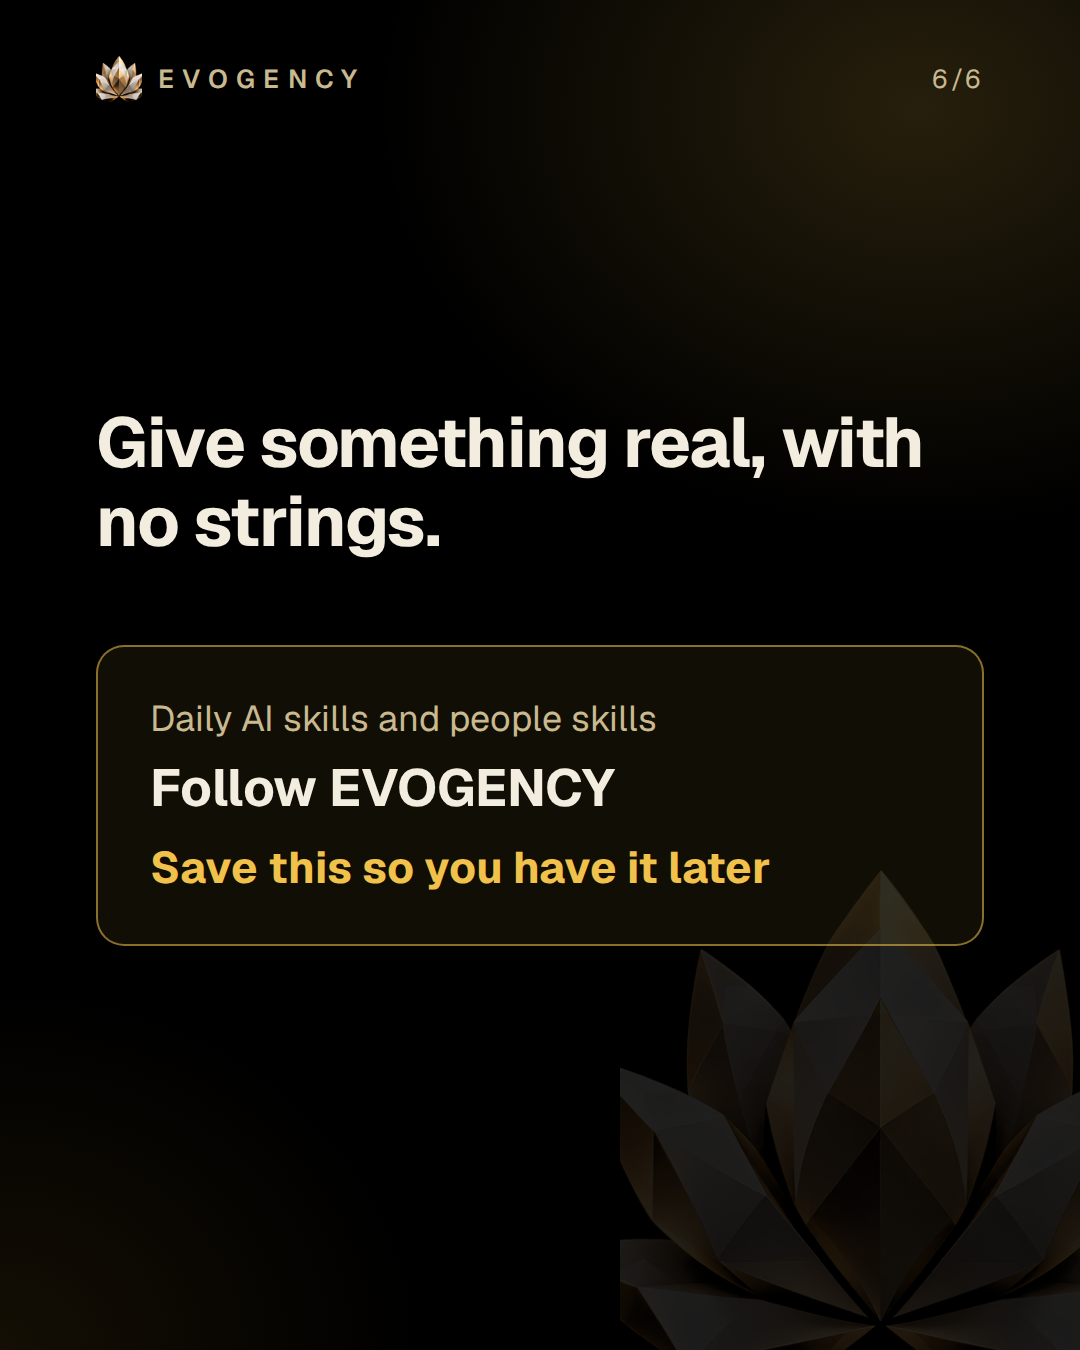 EVOGENCY
6/6
Give something real, with
no strings.
Daily AI skills and people skills
Follow EVOGENCY
Save this so you have it later